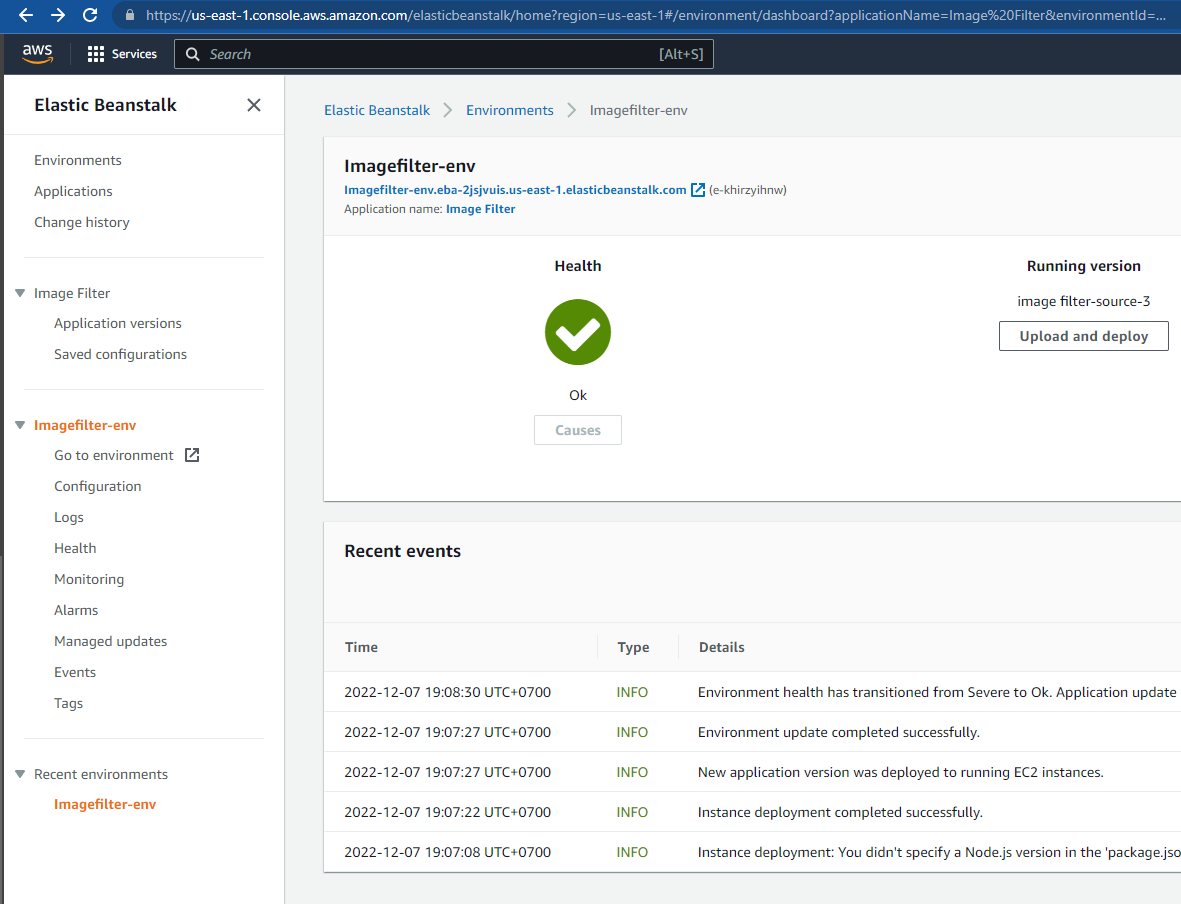 https://us-east-1.console.aws.amazon.com/elasticbeanstalk/home?region=us-east-1#/environment/dashboard?applicationName=Image%20Filter&environmentId=...
aws
Services
Search
[Alt+S]
Elastic Beanstalk
Environments
Applications
Change history
Image Filter
Application versions
Saved configurations
Imagefilter-env
Go to environment
Configuration
Logs
Health
Monitoring
Alarms
Managed updates
Events
Tags
Recent environments
Imagefilter-env
Elastic Beanstalk
Environments
Imagefilter-env
Imagefilter-env
Imagefilter-env.eba-2jsjvuis.us-east-1.elasticbeanstalk.com (e-khirzyihnw)
Application name: Image Filter
Health
Ok
Causes
Running version
image filter-source-3
Upload and deploy
Recent events
Time Type Details
2022-12-07 19:08:30 UTC+0700 INFO Environment health has transitioned from Severe to Ok. Application update
2022-12-07 19:07:27 UTC+0700 INFO Environment update completed successfully.
2022-12-07 19:07:27 UTC+0700 INFO New application version was deployed to running EC2 instances.
2022-12-07 19:07:22 UTC+0700 INFO Instance deployment completed successfully.
2022-12-07 19:07:08 UTC+0700 INFO Instance deployment: You didn't specify a Node.js version in the 'package.jso